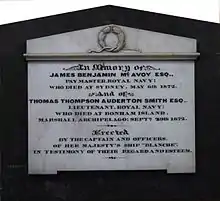 In Memory of
JAMES BENJAMIN McAVOY ESQ.,
PAYMASTER, ROYAL NAVY:
WHO DIED AT SYDNEY, MAY 6th 1872.
And of
THOMAS THOMPSON AUDERTON SMITH ESQ.,
LIEUTENANT, ROYAL NAVY:
WHO DIED AT BONHAM ISLAND,
MARSHALL ARCHIPELAGO: SEPTR 29th 1872.
Erected
BY THE CAPTAIN AND OFFICERS,
OF HER MAJESTY'S SHIP "BLANCHE",
IN TESTIMONY OF THEIR REGARD AND ESTEEM.